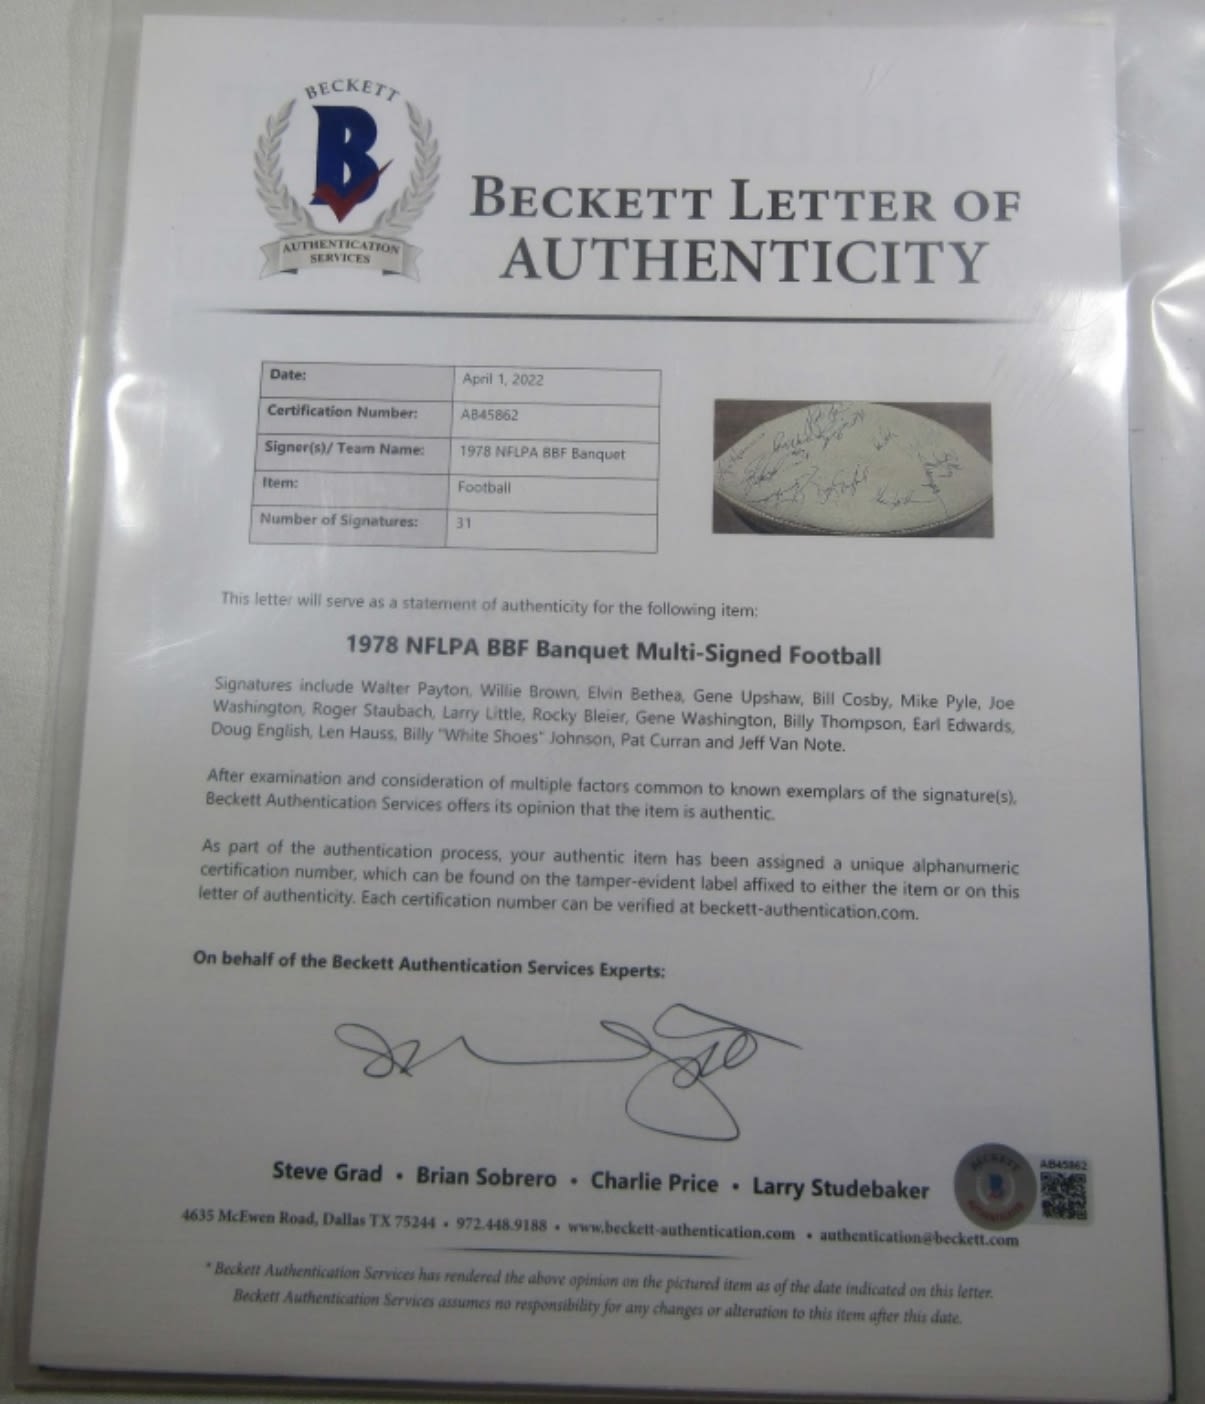 BECKETT
B
AUTHENTICATION
SERVICES
BECKETT LETTER OF
AUTHENTICITY
Date: April 1, 2022
Certification Number: AB45862
Signer(s)/ Team Name: 1978 NFLPA BBF Banquet
Item: Football
Number of Signatures: 31
This letter will serve as a statement of authenticity for the following item:
1978 NFLPA BBF Banquet Multi-Signed Football
Signatures include Walter Payton, Willie Brown, Elvin Bethea, Gene Upshaw, Bill Cosby, Mike Pyle, Joe
Washington, Roger Staubach, Larry Little, Rocky Bleier, Gene Washington, Billy Thompson, Earl Edwards,
Doug English, Len Hauss, Billy "White Shoes" Johnson, Pat Curran and Jeff Van Note.
After examination and consideration of multiple factors common to known exemplars of the signature(s),
Beckett Authentication Services offers its opinion that the item is authentic.
As part of the authentication process, your authentic item has been assigned a unique alphanumeric
certification number, which can be found on the tamper-evident label affixed to either the item or on this
letter of authenticity. Each certification number can be verified at beckett-authentication.com.
On behalf of the Beckett Authentication Services Experts:
Steve Grad • Brian Sobrero • Charlie Price • Larry Studebaker
BECKETT
B
AB45862
4635 McEwen Road, Dallas TX 75244 • 972.448.9188 • www.beckett-authentication.com • authentication@beckett.com
* Beckett Authentication Services has rendered the above opinion on the pictured item as of the date indicated on this letter.
Beckett Authentication Services assumes no responsibility for any changes or alteration to this item after this date.